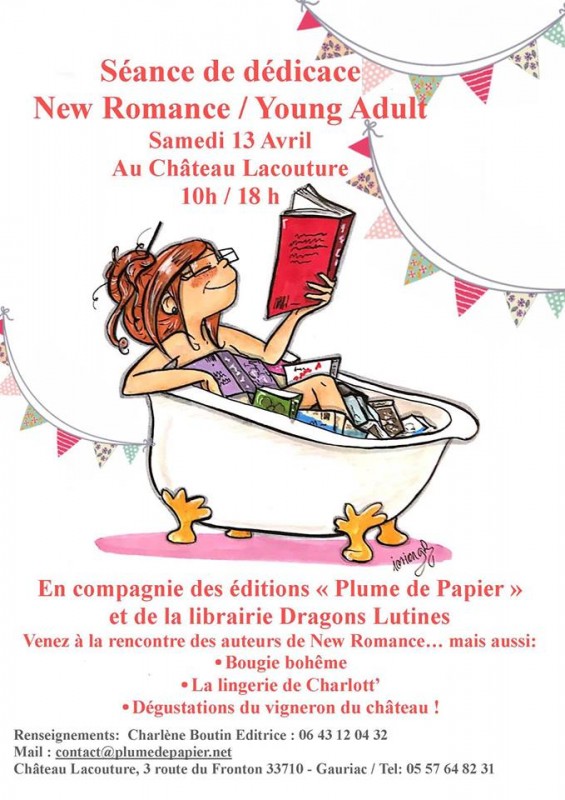 Séance de dédicace
New Romance / Young Adult
Samedi 13 Avril
Au Château Lacouture
10h / 18 h
En compagnie des éditions « Plume de Papier »
et de la librairie Dragons Lutines
Venez à la rencontre des auteurs de New Romance… mais aussi:
• Bougie bohême
• La lingerie de Charlott’
• Dégustations du vigneron du château !
Renseignements: Charlène Boutin Editrice : 06 43 12 04 32
Mail : contact@plumedepapier.net
Château Lacouture, 3 route du Fronton 33710 - Gauriac / Tel: 05 57 64 82 31